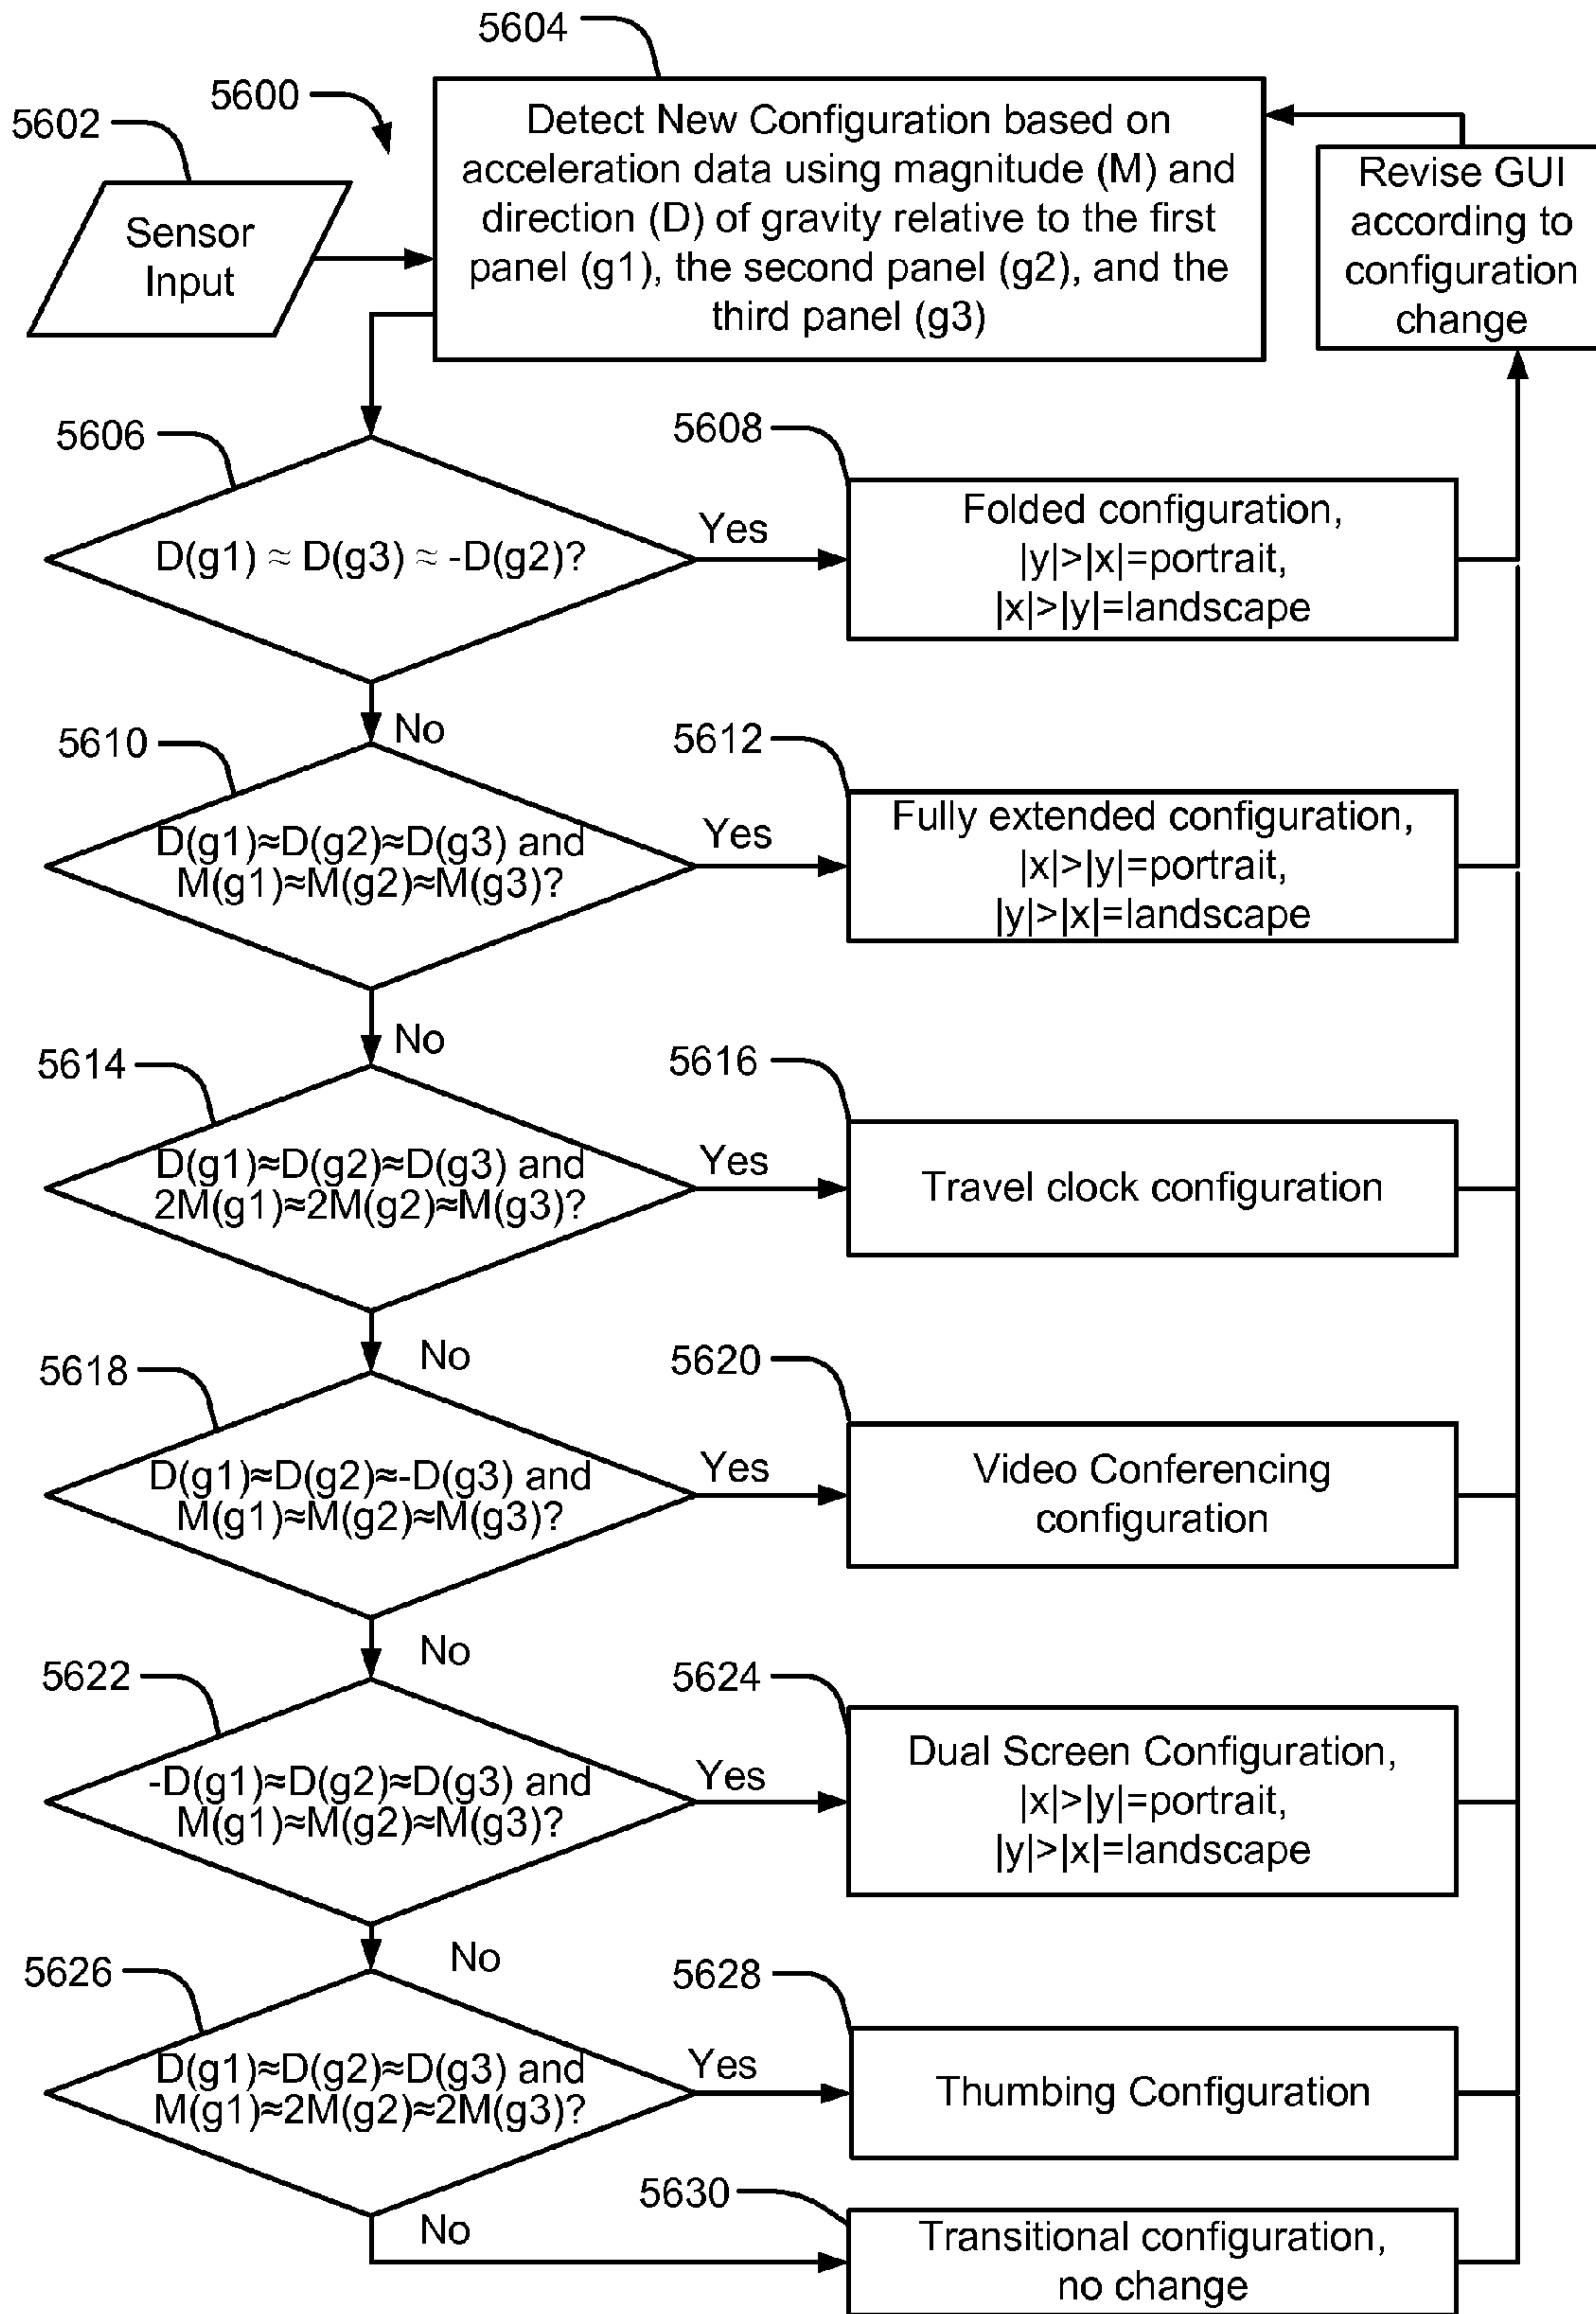 5604
5600
5602
Detect New Configuration based on
acceleration data using magnitude (M) and
direction (D) of gravity relative to the first
panel (g1), the second panel (g2), and the
third panel (g3)
Revise GUI
according to
configuration
change
Sensor
Input
5606
D(g1) ≈ D(g3) ≈ -D(g2)?
Yes
5608
Folded configuration,
|y|>|x|=portrait,
|x|>|y|=landscape
No
5610
D(g1)≈D(g2)≈D(g3) and
M(g1)≈M(g2)≈M(g3)?
Yes
5612
Fully extended configuration,
|x|>|y|=portrait,
|y|>|x|=landscape
No
5614
D(g1)≈D(g2)≈D(g3) and
2M(g1)≈2M(g2)≈M(g3)?
Yes
5616
Travel clock configuration
No
5618
D(g1)≈D(g2)≈-D(g3) and
M(g1)≈M(g2)≈M(g3)?
Yes
5620
Video Conferencing
configuration
No
5622
-D(g1)≈D(g2)≈D(g3) and
M(g1)≈M(g2)≈M(g3)?
Yes
5624
Dual Screen Configuration,
|x|>|y|=portrait,
|y|>|x|=landscape
No
5626
D(g1)≈D(g2)≈D(g3) and
M(g1)≈2M(g2)≈2M(g3)?
Yes
5628
Thumbing Configuration
No
5630
Transitional configuration,
no change